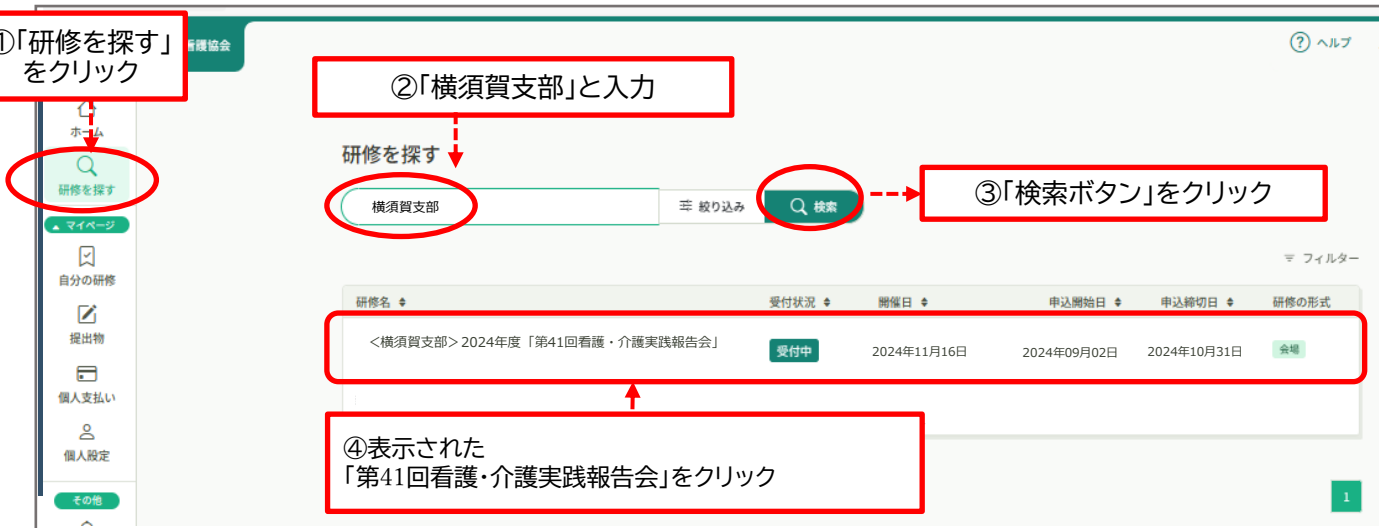 ①「研修を探す」
をクリック
看護協会
ヘルプ
②「横須賀支部」と入力
ホーム
研修を探す
研修を探す
③「検索ボタン」をクリック
横須賀支部
絞り込み
検索
マイページ
フィルター
自分の研修
研修名 受付状況 開催日 申込開始日 申込締切日 研修の形式
提出物
<横須賀支部>2024年度「第41回看護・介護実践報告会」 受付中 2024年11月16日 2024年09月02日 2024年10月31日 会場
個人支払い
個人設定
④表示された
「第41回看護・介護実践報告会」をクリック
その他
1